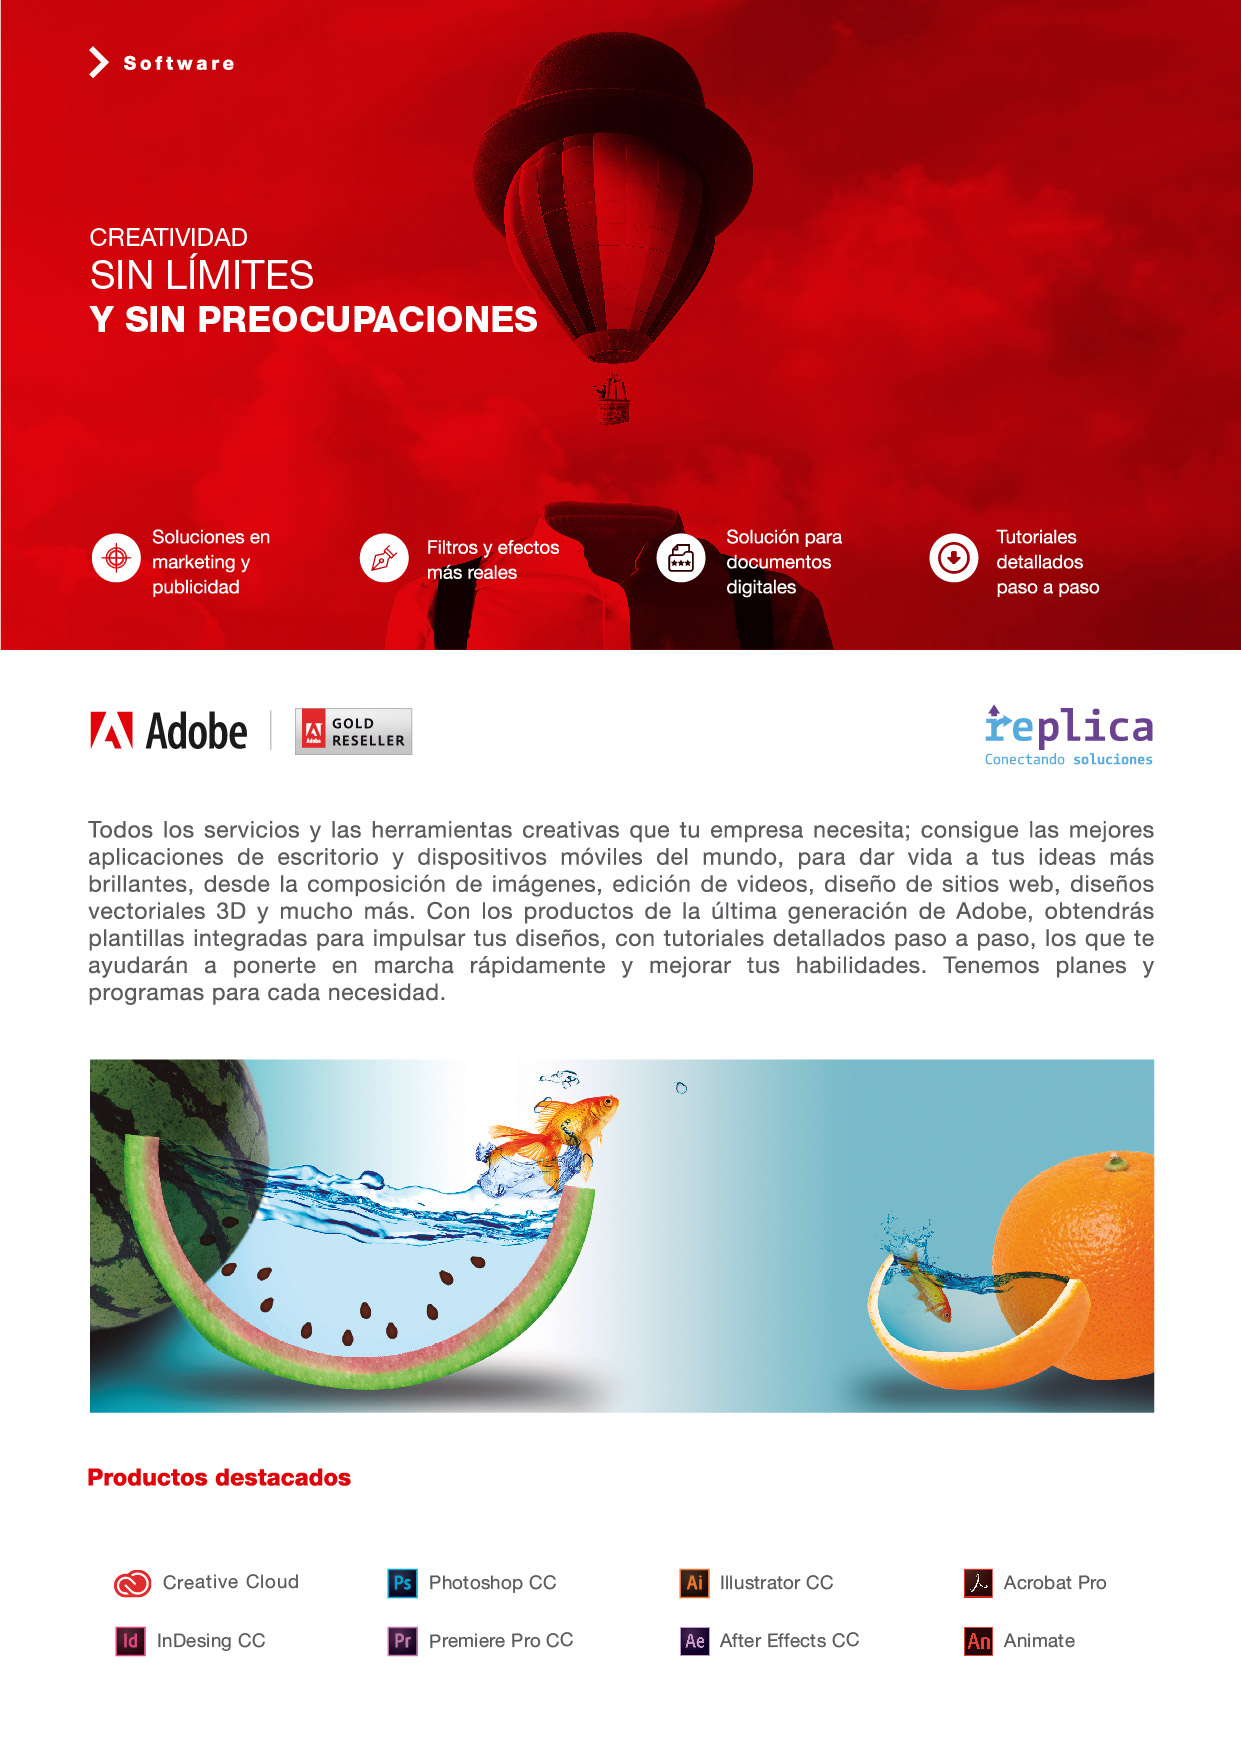 Software
CREATIVIDAD
SIN LÍMITES
Y SIN PREOCUPACIONES
Soluciones en
marketing y
publicidad
Filtros y efectos
más reales
Solución para
documentos
digitales
Tutoriales
detallados
paso a paso
Adobe
Adobe
GOLD
RESELLER
replica
Conectando soluciones
Todos los servicios y las herramientas creativas que tu empresa necesita; consigue las mejores
aplicaciones de escritorio y dispositivos móviles del mundo, para dar vida a tus ideas más
brillantes, desde la composición de imágenes, edición de videos, diseño de sitios web, diseños
vectoriales 3D y mucho más. Con los productos de la última generación de Adobe, obtendrás
plantillas integradas para impulsar tus diseños, con tutoriales detallados paso a paso, los que te
ayudarán a ponerte en marcha rápidamente y mejorar tus habilidades. Tenemos planes y
programas para cada necesidad.
Productos destacados
Creative Cloud
Ps Photoshop CC
Ai Illustrator CC
Acrobat Pro
Id InDesing CC
Pr Premiere Pro CC
Ae After Effects CC
An Animate